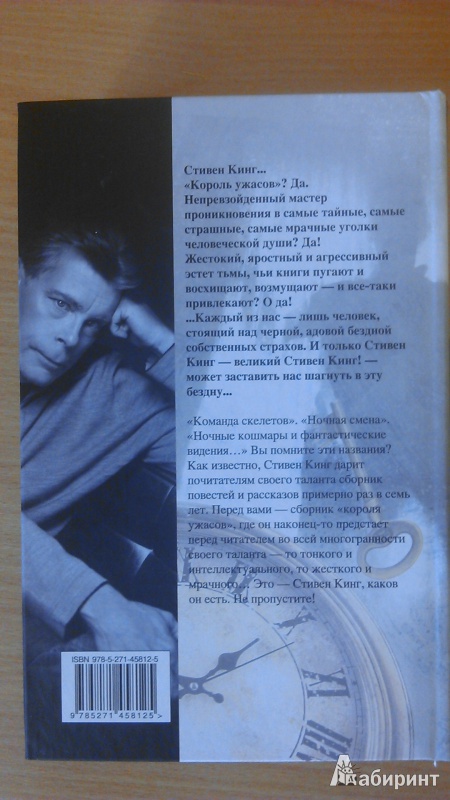 Стивен Кинг...
«Король ужасов»? Да.
Непревзойденный мастер
проникновения в самые тайные, самые
страшные, самые мрачные уголки
человеческой души? Да!
Жестокий, яростный и агрессивный
эстет тьмы, чьи книги пугают и
восхищают, возмущают — и все-таки
привлекают? О да!
...Каждый из нас — лишь человек,
стоящий над черной, адовой бездной
собственных страхов. И только Стивен
Кинг — великий Стивен Кинг! —
может заставить нас шагнуть в эту
бездну...
«Команда скелетов». «Ночная смена».
«Ночные кошмары и фантастические
видения…» Вы помните эти названия?
Как известно, Стивен Кинг дарит
почитателям своего таланта сборник
повестей и рассказов примерно раз в семь
лет. Перед вами — сборник «короля
ужасов», где он наконец-то предстает
перед читателем во всей многогранности
своего таланта — то тонкого и
интеллектуального, то жесткого и
мрачного… Это — Стивен Кинг, каков
он есть. Не пропустите!
ISBN 978-5-271-45812-5
9 785271 458125 >
XI
Лабиринт